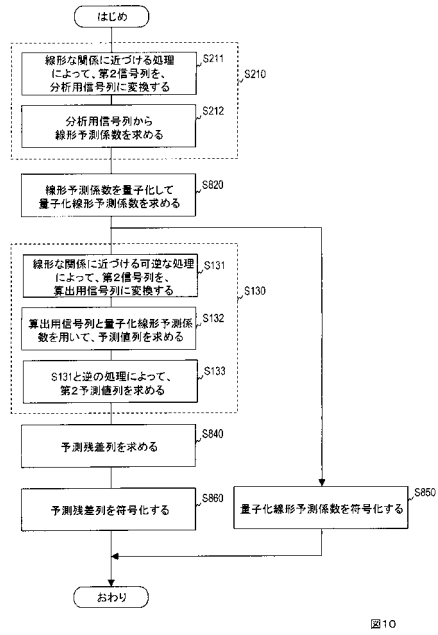 はじめ
線形な関係に近づける処理
によって、第2信号列を、
分析用信号列に変換する
S211
S210
分析用信号列から
線形予測係数を求める
S212
線形予測係数を量子化して
量子化線形予測係数を求める
S820
線形な関係に近づける可逆な処理
によって、第2信号列を、
算出用信号列に変換する
S131
S130
算出用信号列と量子化線形予測係
数を用いて、予測値列を求める
S132
S131と逆の処理によって、
第2予測値列を求める
S133
予測残差列を求める
S840
予測残差列を符号化する
S860
量子化線形予測係数を符号化する
S850
おわり
図10